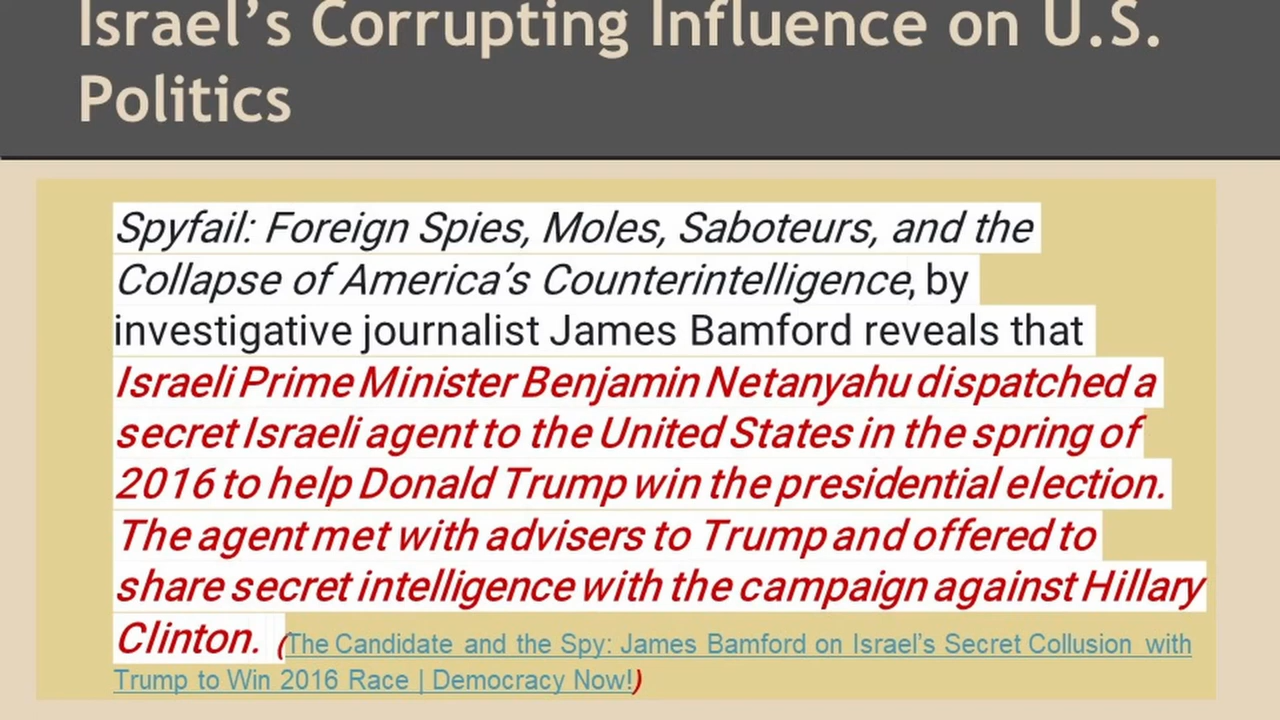 Israel’s Corrupting Influence on U.S.
Politics
Spyfail: Foreign Spies, Moles, Saboteurs, and the
Collapse of America’s Counterintelligence, by
investigative journalist James Bamford reveals that
Israeli Prime Minister Benjamin Netanyahu dispatched a
secret Israeli agent to the United States in the spring of
2016 to help Donald Trump win the presidential election.
The agent met with advisers to Trump and offered to
share secret intelligence with the campaign against Hillary
Clinton. (The Candidate and the Spy: James Bamford on Israel’s Secret Collusion with
Trump to Win 2016 Race | Democracy Now!)